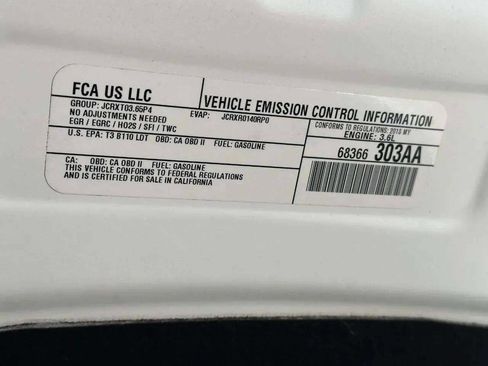 FCA US LLC
VEHICLE EMISSION CONTROL INFORMATION
GROUP: JCRXT03.65P4
EVAP: JCRXR0140RP0
NO ADJUSTMENTS NEEDED
EGR / EGRC / HO2S / SFI / TWC
CONFORMS TO REGULATIONS: 2018 MY
ENGINE: 3.6L
U.S. EPA: T3 B110 LDT OBD: CA OBD II FUEL: GASOLINE
68366 303AA
CA: OBD: CA OBD II FUEL: GASOLINE
THIS VEHICLE CONFORMS TO FEDERAL REGULATIONS
AND IS CERTIFIED FOR SALE IN CALIFORNIA